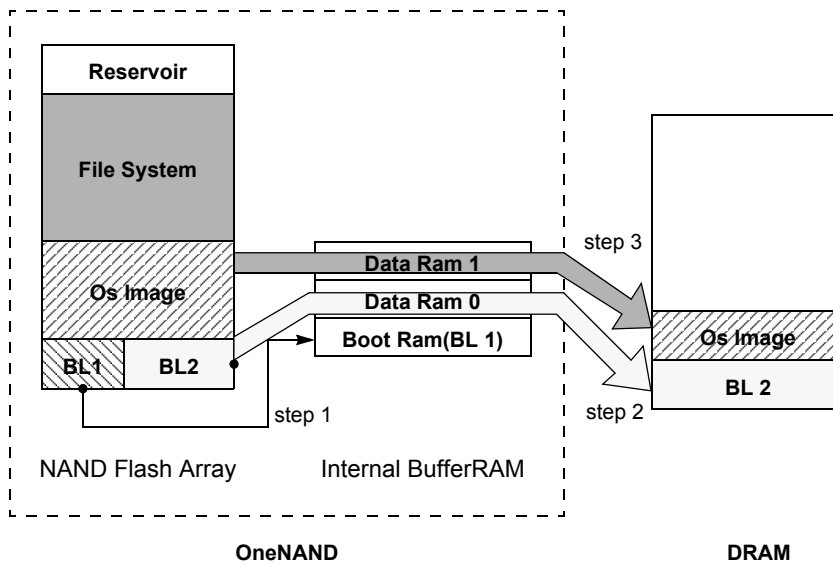 Reservoir
File System
Os Image
BL1
BL2
Data Ram 1
Data Ram 0
Boot Ram(BL 1)
step 1
step 3
step 2
Os Image
BL 2
NAND Flash Array
Internal BufferRAM
OneNAND
DRAM